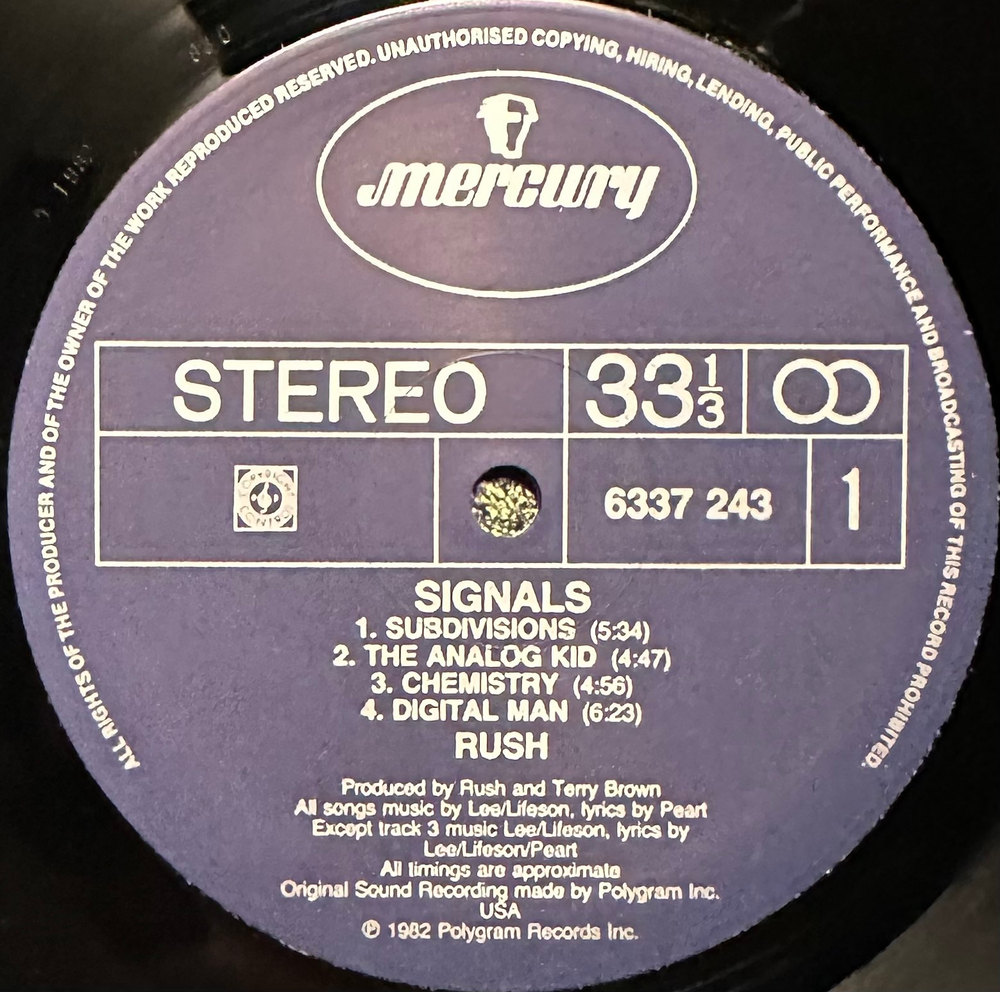 ALL RIGHTS OF THE PRODUCER AND OF THE OWNER OF THE WORK REPRODUCED RESERVED. UNAUTHORISED COPYING, HIRING, LENDING, PUBLIC PERFORMANCE AND BROADCASTING OF THIS RECORD PROHIBITED.
mercury
STEREO
33 1/3
COPYRIGHT CONTROL
6337 243
1
SIGNALS
1. SUBDIVISIONS (5:34)
2. THE ANALOG KID (4:47)
3. CHEMISTRY (4:56)
4. DIGITAL MAN (6:23)
RUSH
Produced by Rush and Terry Brown
All songs music by Lee/Lifeson, lyrics by Peart
Except track 3 music Lee/Lifeson, lyrics by
Lee/Lifeson/Peart
All timings are approximate
Original Sound Recording made by Polygram Inc.
USA
℗ 1982 Polygram Records Inc.